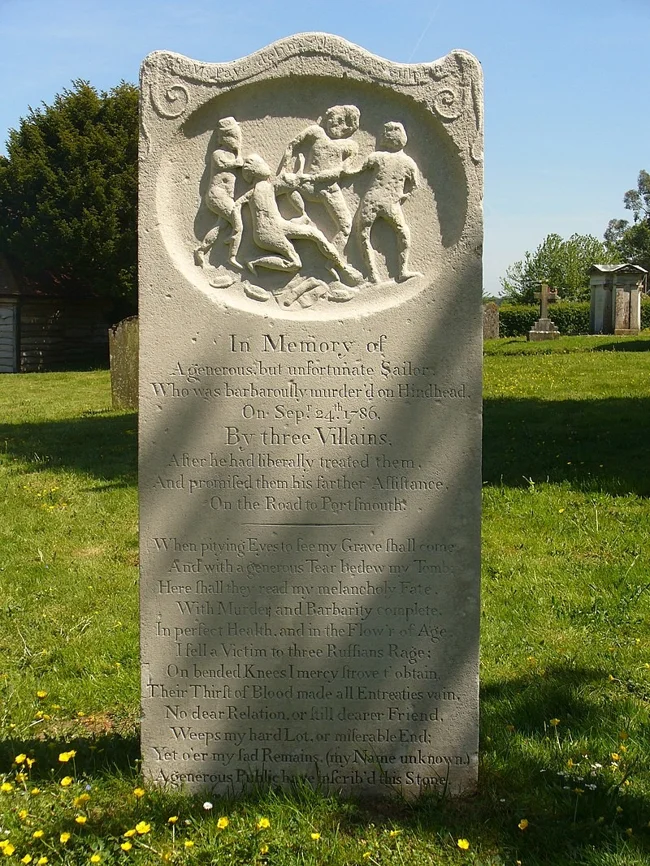 In Memory of
A generous, but unfortunate Sailor,
Who was barbarouſly murder'd on Hindhead,
On Sepr 24th 1786,
By three Villains,
After he had liberally treated them,
And promiſed them his farther Aſſiſtance,
On the Road to Portſmouth.
When pitying Eyes to ſee my Grave ſhall come,
And with a generous Tear bedew my Tomb;
Here ſhall they read my melancholy Fate,
With Murder and Barbarity complete.
In perfect Health, and in the Flow'r of Age,
I fell a Victim to three Ruffians Rage;
On bended Knees I mercy ſtrove t'obtain,
Their Thirſt of Blood made all Entreaties vain,
No dear Relation, or ſtill dearer Friend,
Weeps my hard Lot, or miſerable End;
Yet o'er my ſad Remains, (my Name unknown,)
A generous Public have inſcrib'd this Stone.